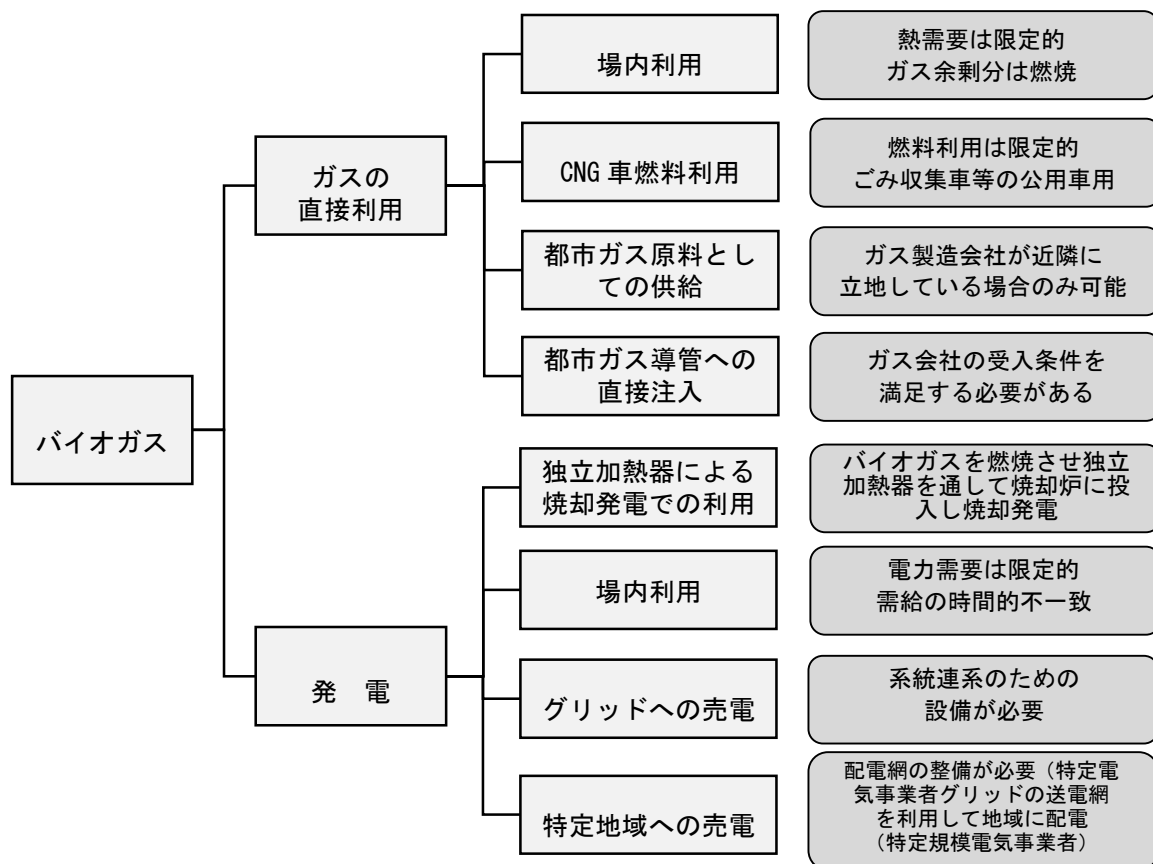 場内利用
熱需要は限定的
ガス余剰分は燃焼
ガスの
直接利用
CNG 車燃料利用
燃料利用は限定的
ごみ収集車等の公用車用
都市ガス原料とし
ての供給
ガス製造会社が近隣に
立地している場合のみ可能
都市ガス導管への
直接注入
ガス会社の受入条件を
満足する必要がある
バイオガス
独立加熱器による
焼却発電での利用
バイオガスを燃焼させ独立
加熱器を通して焼却炉に投
入し焼却発電
場内利用
電力需要は限定的
需給の時間的不一致
発　電
グリッドへの売電
系統連系のための
設備が必要
特定地域への売電
配電網の整備が必要（特定電
気事業者グリッドの送電網
を利用して地域に配電
（特定規模電気事業者）